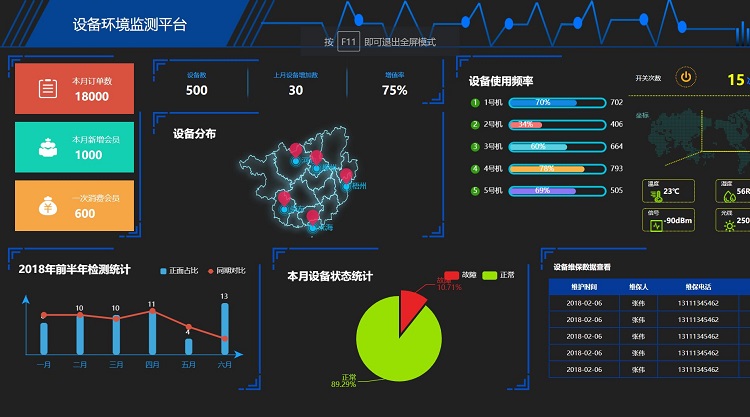 设备环境监测平台
按 F11 即可退出全屏模式
本月订单数
18000
本月新增会员
1000
一次消费会员
600
设备数
500
上月设备增加数
30
增值率
75%
设备分布
梧州
北海
设备使用频率
1 1号机 70% 702
2 2号机 34% 406
3 3号机 60% 664
4 4号机 78% 793
5 5号机 69% 505
开关次数
15
坐标
温度
23℃
湿度
56R
信号
-90dBm
光照
250
2018年前半年检测统计
正面占比 同期对比
10 10 11 4 13
一月 二月 三月 四月 五月 六月
本月设备状态统计
故障 正常
故障
10.71%
正常
89.29%
设备维保数据查看
维护时间 维保人 维保电话
2018-02-06 张伟 13111345462
2018-02-06 张伟 13111345462
2018-02-06 张伟 13111345462
2018-02-06 张伟 13111345462
2018-02-06 张伟 13111345462